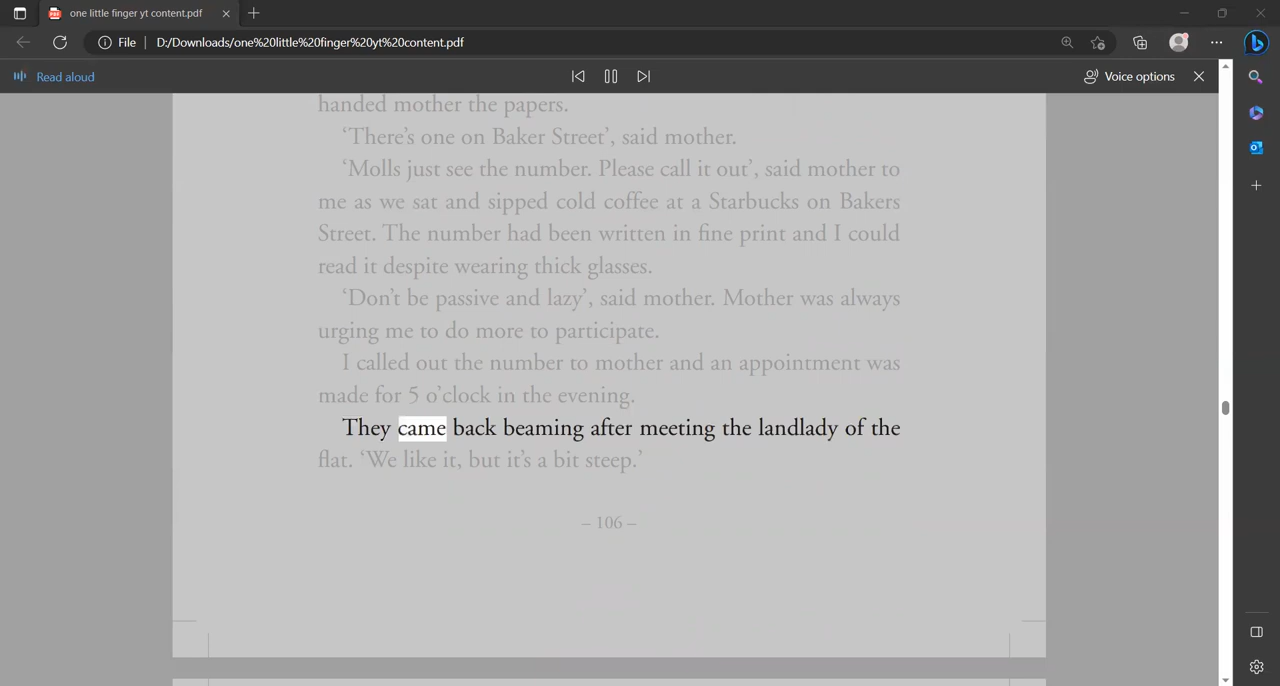 one little finger yt content.pdf
File
D:/Downloads/one%20little%20finger%20yt%20content.pdf
Read aloud
Voice options
handed mother the papers.
‘There’s one on Baker Street’, said mother.
‘Molls just see the number. Please call it out’, said mother to
me as we sat and sipped cold coffee at a Starbucks on Bakers
Street. The number had been written in fine print and I could
read it despite wearing thick glasses.
‘Don’t be passive and lazy’, said mother. Mother was always
urging me to do more to participate.
I called out the number to mother and an appointment was
made for 5 o’clock in the evening.
They came back beaming after meeting the landlady of the
flat. ‘We like it, but it’s a bit steep.’
– 106 –